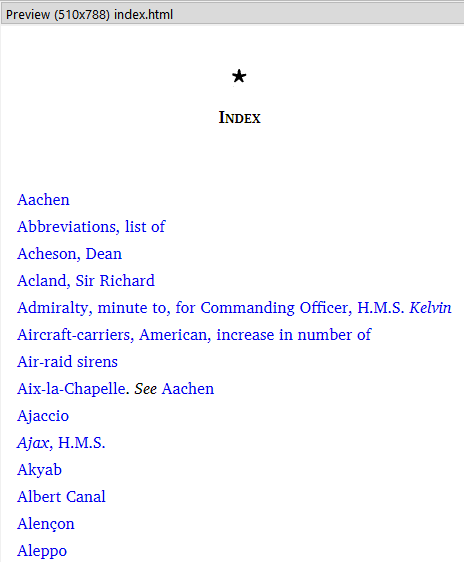 Preview (510x788) index.html
★
Index
Aachen
Abbreviations, list of
Acheson, Dean
Acland, Sir Richard
Admiralty, minute to, for Commanding Officer, H.M.S. Kelvin
Aircraft-carriers, American, increase in number of
Air-raid sirens
Aix-la-Chapelle. See Aachen
Ajaccio
Ajax, H.M.S.
Akyab
Albert Canal
Alençon
Aleppo